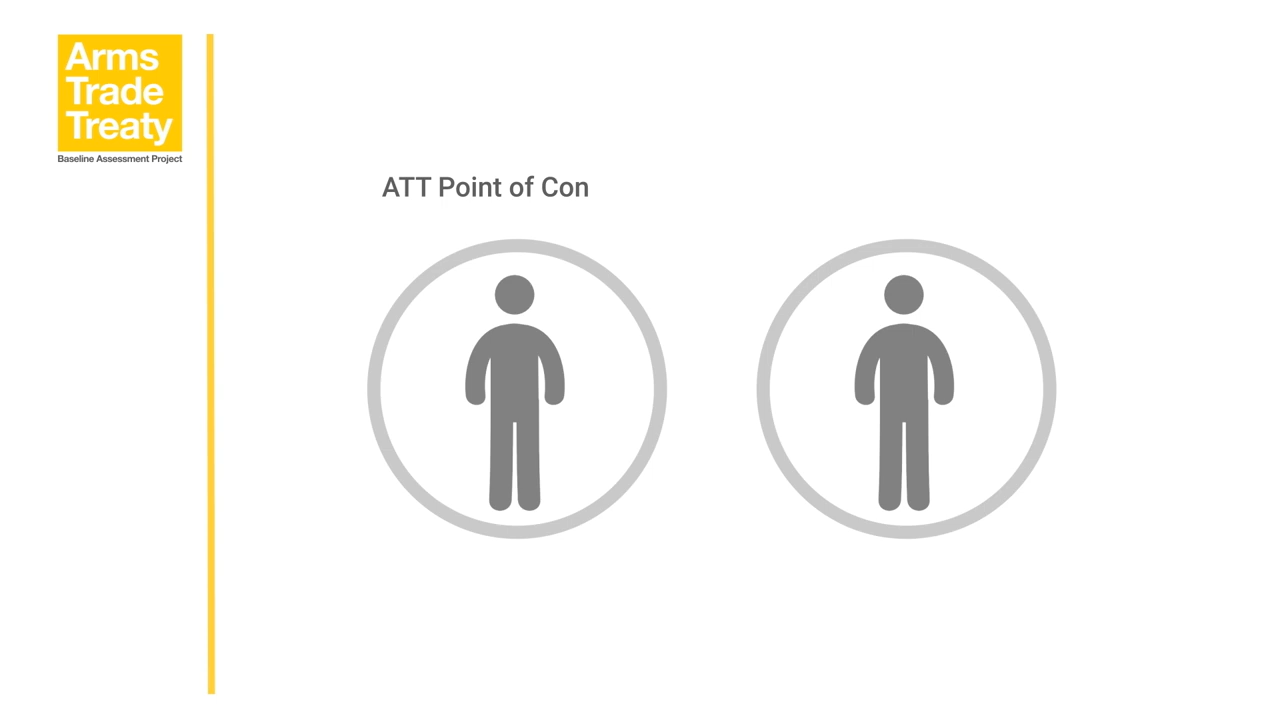 Arms
Trade
Treaty
Baseline Assessment Project
ATT Point of Con